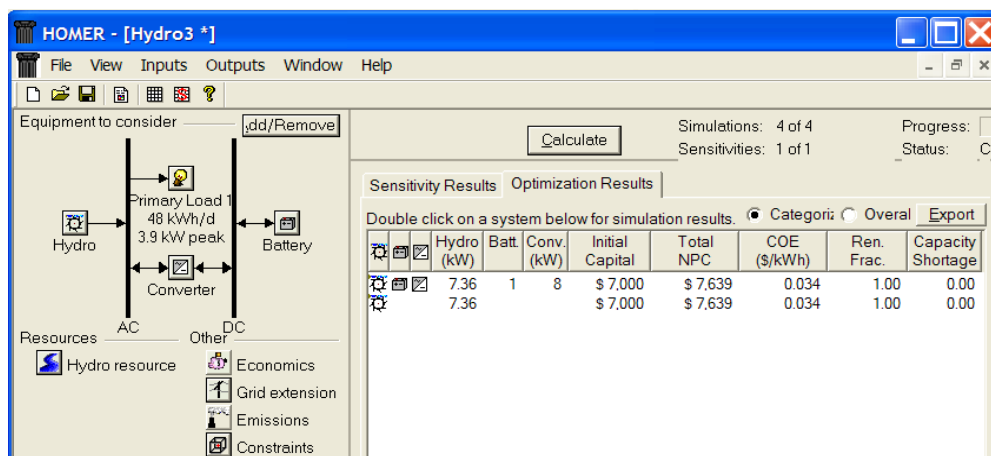 HOMER - [Hydro3 *]
File View Inputs Outputs Window Help
Equipment to consider
dd/Remove
Primary Load 1
48 kWh/d
3.9 kW peak
Hydro
Battery
Converter
AC
DC
Resources
Other
Hydro resource
Economics
Grid extension
Emissions
Constraints
Calculate
Simulations: 4 of 4
Sensitivities: 1 of 1
Progress:
Status: C
Sensitivity Results Optimization Results
Double click on a system below for simulation results.
Categoriz
Overal
Export
Hydro (kW) Batt. Conv. (kW) Initial Capital Total NPC COE ($/kWh) Ren. Frac. Capacity Shortage
7.36 1 8 $ 7,000 $ 7,639 0.034 1.00 0.00
7.36 $ 7,000 $ 7,639 0.034 1.00 0.00